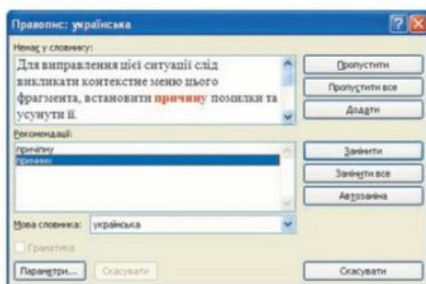 Правопис: українська
Немає у словнику:
Для виправлення цієї ситуації слід
викликати контекстне меню цього
фрагмента, встановити причину помилки та
усунути її.
Пропустити
Пропустити все
Додати
Рекомендації:
причіпну
причину
Замінити
Замінити все
Автозаміна
Мова словника: українська
Граматика
Параметри... Скасувати Скасувати